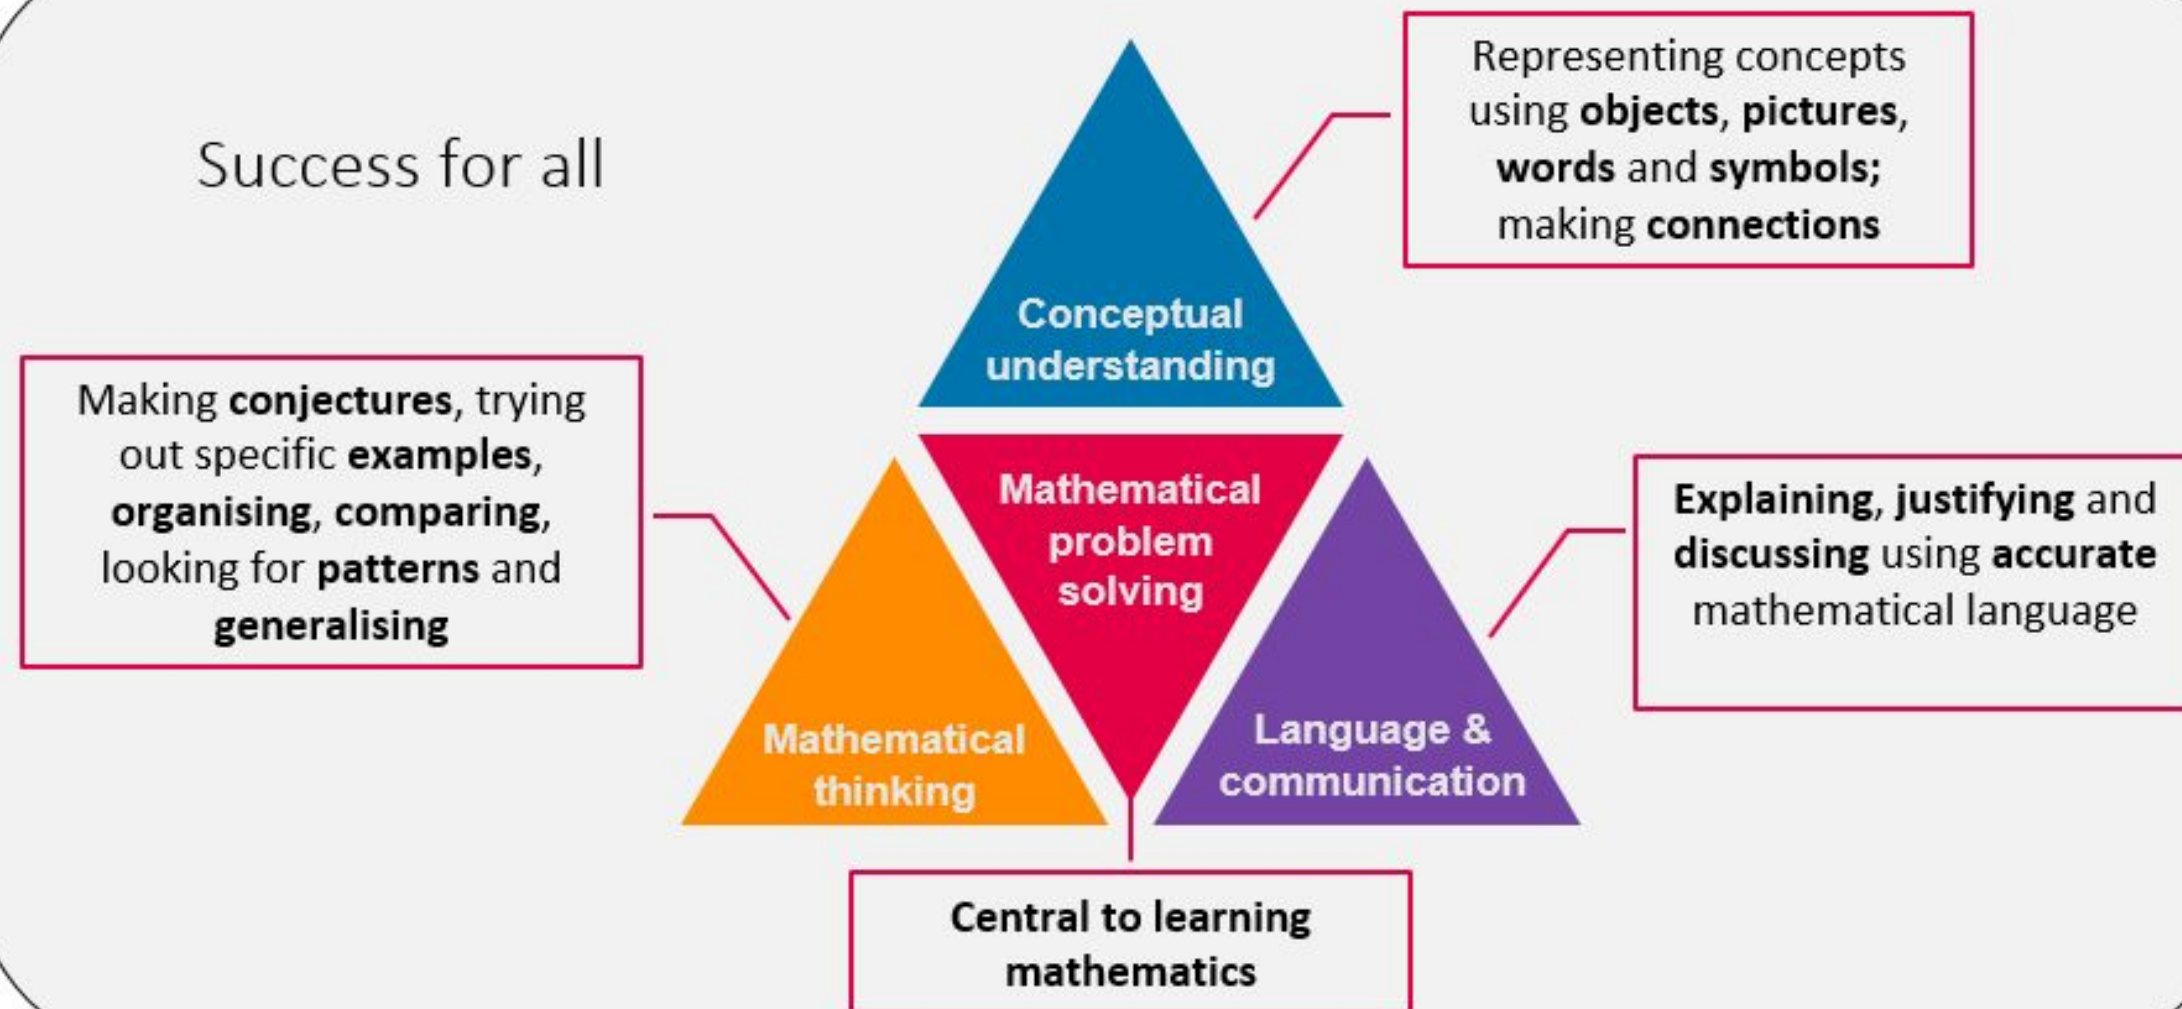 Success for all
Representing concepts
using objects, pictures,
words and symbols;
making connections
Conceptual
understanding
Making conjectures, trying
out specific examples,
organising, comparing,
looking for patterns and
generalising
Mathematical
problem
solving
Explaining, justifying and
discussing using accurate
mathematical language
Mathematical
thinking
Language &
communication
Central to learning
mathematics